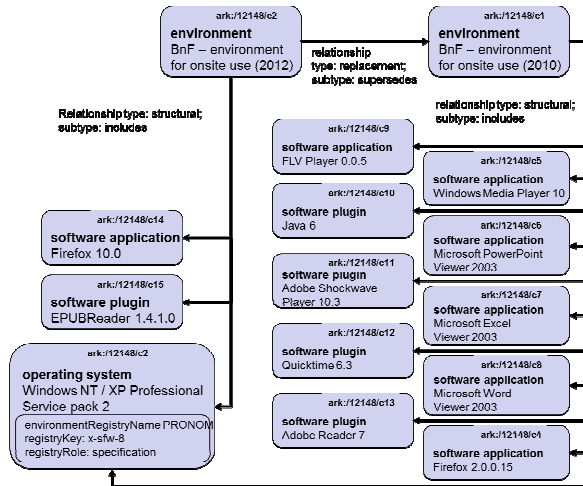 ark:/12148/c2
environment
BnF – environment
for onsite use (2012)
ark:/12148/c1
environment
BnF – environment
for onsite use (2010)
relationship
type: replacement;
subtype: supersedes
Relationship type: structural;
subtype: includes
relationship type: structural;
subtype: includes
ark:/12148/c9
software application
FLV Player 0.0.5
ark:/12148/c5
software application
Windows Media Player 10
ark:/12148/c10
software plugin
Java 6
ark:/12148/c6
software application
Microsoft PowerPoint
Viewer 2003
ark:/12148/c14
software application
Firefox 10.0
ark:/12148/c11
software plugin
Adobe Shockwave
Player 10.3
ark:/12148/c15
software plugin
EPUBReader 1.4.1.0
ark:/12148/c7
software application
Microsoft Excel
Viewer 2003
ark:/12148/c12
software plugin
Quicktime 6.3
ark:/12148/c8
software application
Microsoft Word
Viewer 2003
ark:/12148/c2
operating system
Windows NT / XP Professional
Service pack 2
environmentRegistryName PRONOM
registryKey: x-sfw-8
registryRole: specification
ark:/12148/c13
software plugin
Adobe Reader 7
ark:/12148/c4
software application
Firefox 2.0.0.15